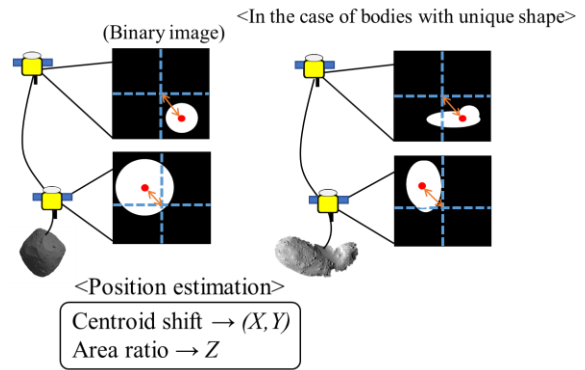 <In the case of bodies with unique shape>
(Binary image)
<Position estimation>
Centroid shift → (X,Y)
Area ratio → Z